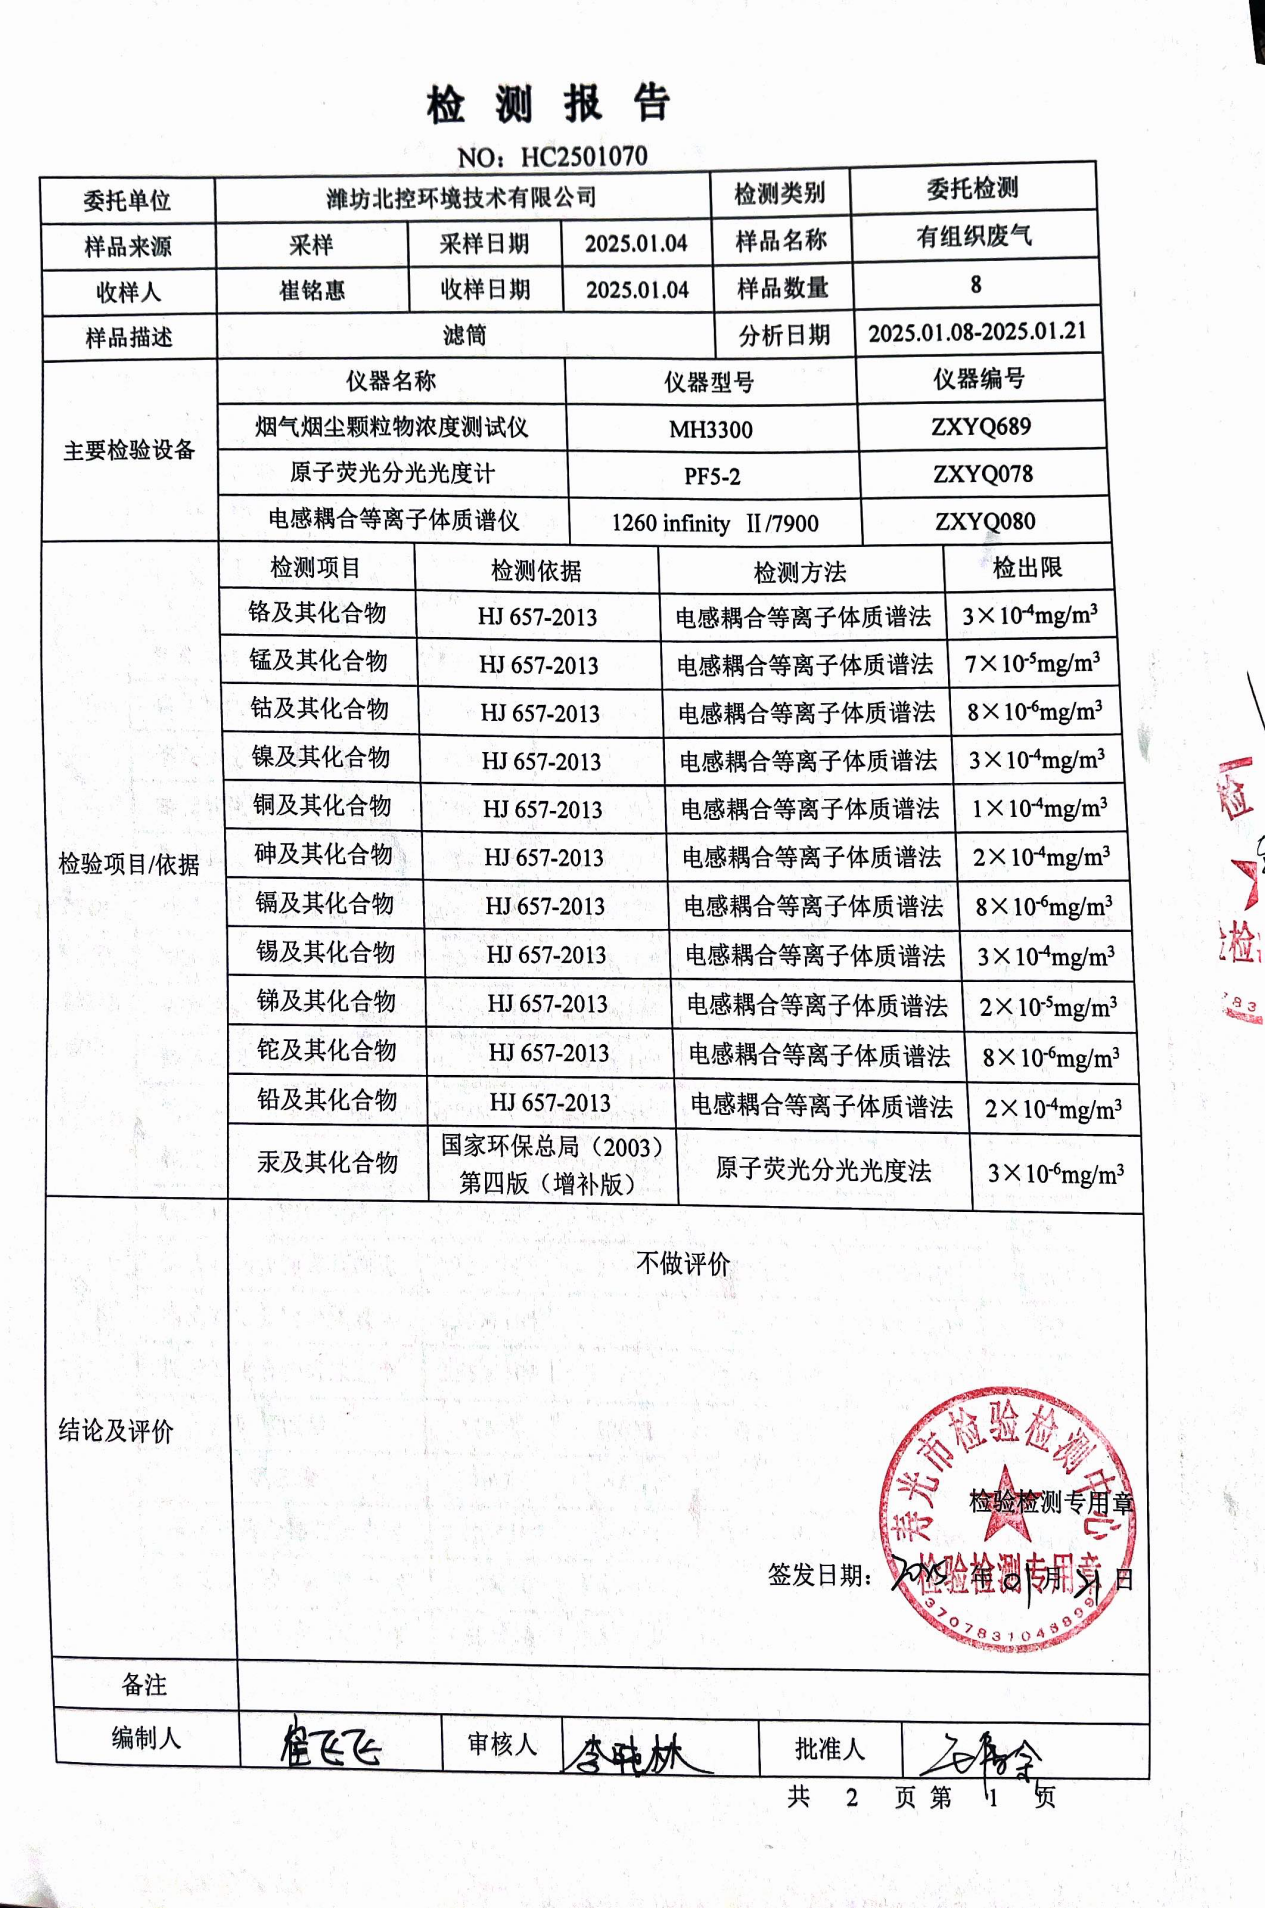 检测报告
NO：HC2501070
委托单位 潍坊北控环境技术有限公司 检测类别 委托检测
样品来源 采样 采样日期 2025.01.04 样品名称 有组织废气
收样人 崔铭惠 收样日期 2025.01.04 样品数量 8
样品描述 滤筒 分析日期 2025.01.08-2025.01.21
主要检验设备 仪器名称 仪器型号 仪器编号
烟气烟尘颗粒物浓度测试仪 MH3300 ZXYQ689
原子荧光分光光度计 PF5-2 ZXYQ078
电感耦合等离子体质谱仪 1260 infinity Ⅱ/7900 ZXYQ080
检验项目/依据 检测项目 检测依据 检测方法 检出限
铬及其化合物 HJ 657-2013 电感耦合等离子体质谱法 3×10⁻⁴mg/m³
锰及其化合物 HJ 657-2013 电感耦合等离子体质谱法 7×10⁻⁵mg/m³
钴及其化合物 HJ 657-2013 电感耦合等离子体质谱法 8×10⁻⁶mg/m³
镍及其化合物 HJ 657-2013 电感耦合等离子体质谱法 3×10⁻⁴mg/m³
铜及其化合物 HJ 657-2013 电感耦合等离子体质谱法 1×10⁻⁴mg/m³
砷及其化合物 HJ 657-2013 电感耦合等离子体质谱法 2×10⁻⁴mg/m³
镉及其化合物 HJ 657-2013 电感耦合等离子体质谱法 8×10⁻⁶mg/m³
锡及其化合物 HJ 657-2013 电感耦合等离子体质谱法 3×10⁻⁴mg/m³
锑及其化合物 HJ 657-2013 电感耦合等离子体质谱法 2×10⁻⁵mg/m³
铊及其化合物 HJ 657-2013 电感耦合等离子体质谱法 8×10⁻⁶mg/m³
铅及其化合物 HJ 657-2013 电感耦合等离子体质谱法 2×10⁻⁴mg/m³
汞及其化合物 国家环保总局（2003）第四版（增补版） 原子荧光分光光度法 3×10⁻⁶mg/m³
结论及评价 不做评价
寿光市检验检测中心
检验检测专用章
检验检测专用章
签发日期：2025年01月21日
3707831045899
备注
编制人 崔飞飞 审核人 李 林 批准人
共 2 页 第 1 页
检
检检
783